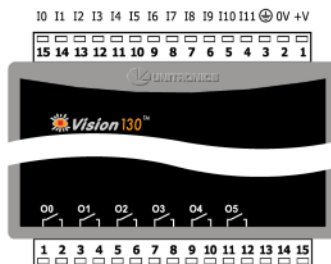 I0 I1 I2 I3 I4 I5 I6 I7 I8 I9 I10 I11 0V +V
15 14 13 12 11 10 9 8 7 6 5 4 3 2 1
UNITRONICS
Vision130™
O0 O1 O2 O3 O4 O5
1 2 3 4 5 6 7 8 9 10 11 12 13 14 15